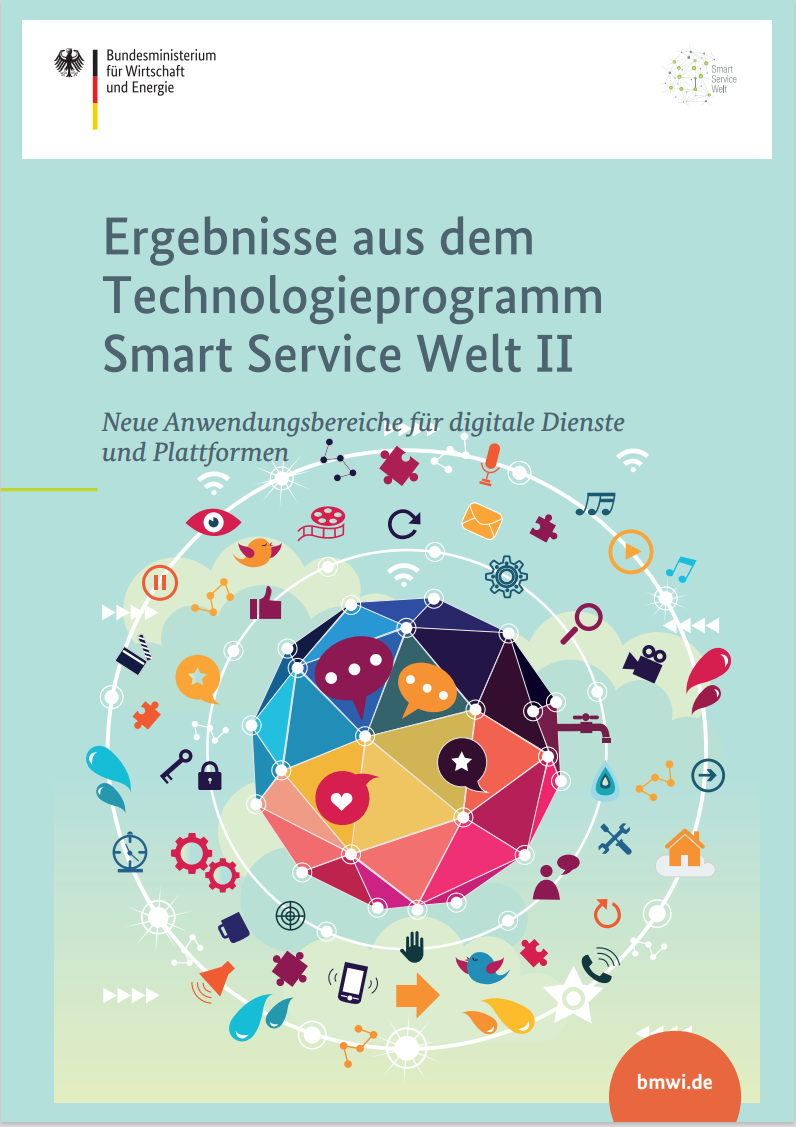 Bundesministerium
für Wirtschaft
und Energie
Smart
Service
Welt
Ergebnisse aus dem
Technologieprogramm
Smart Service Welt II
Neue Anwendungsbereiche für digitale Dienste
und Plattformen
bmwi.de